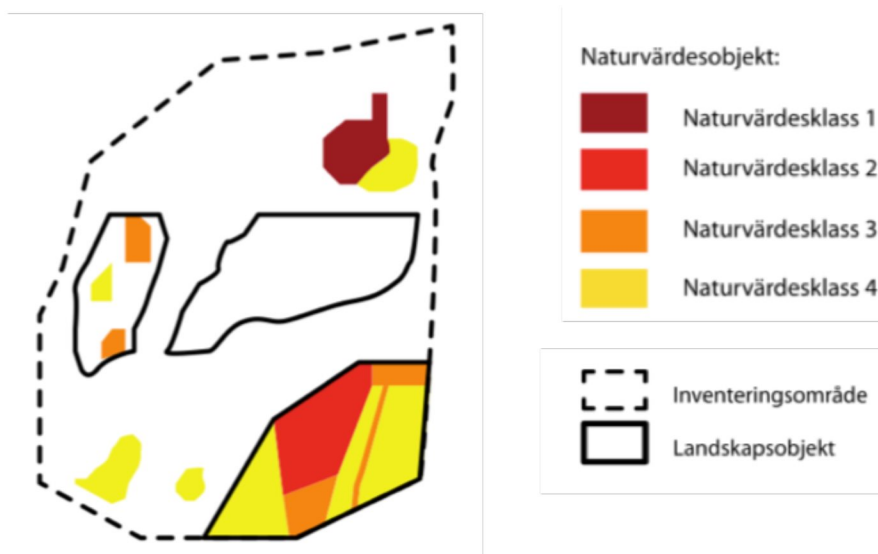 Naturvärdesobjekt:
Naturvärdesklass 1
Naturvärdesklass 2
Naturvärdesklass 3
Naturvärdesklass 4
Inventeringsområde
Landskapsobjekt